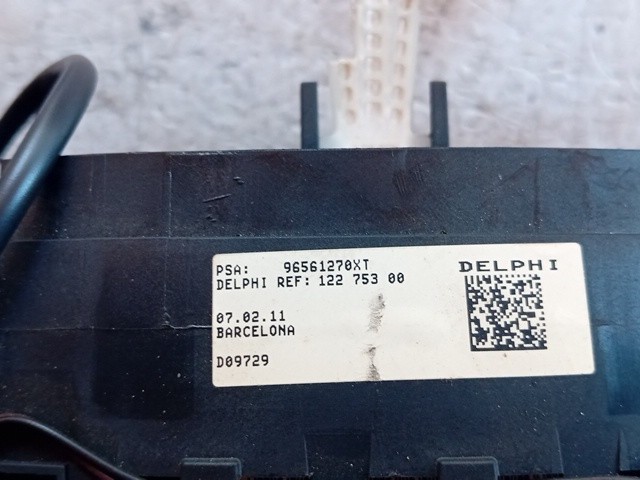 PSA: 96561270XT DELPHI
DELPHI REF: 122 753 00
07.02.11
BARCELONA
D09729